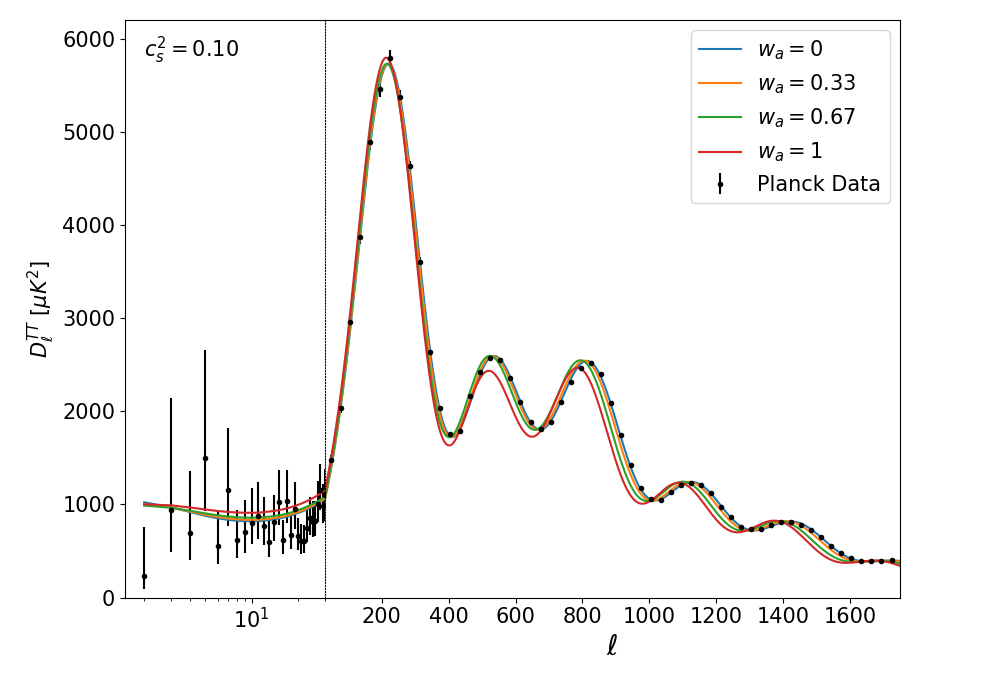 c_s^2 = 0.10
w_a = 0
w_a = 0.33
w_a = 0.67
w_a = 1
Planck Data
D_ℓ^{TT} [μK^2]
6000
5000
4000
3000
2000
1000
0
10^1 200 400 600 800 1000 1200 1400 1600
ℓ